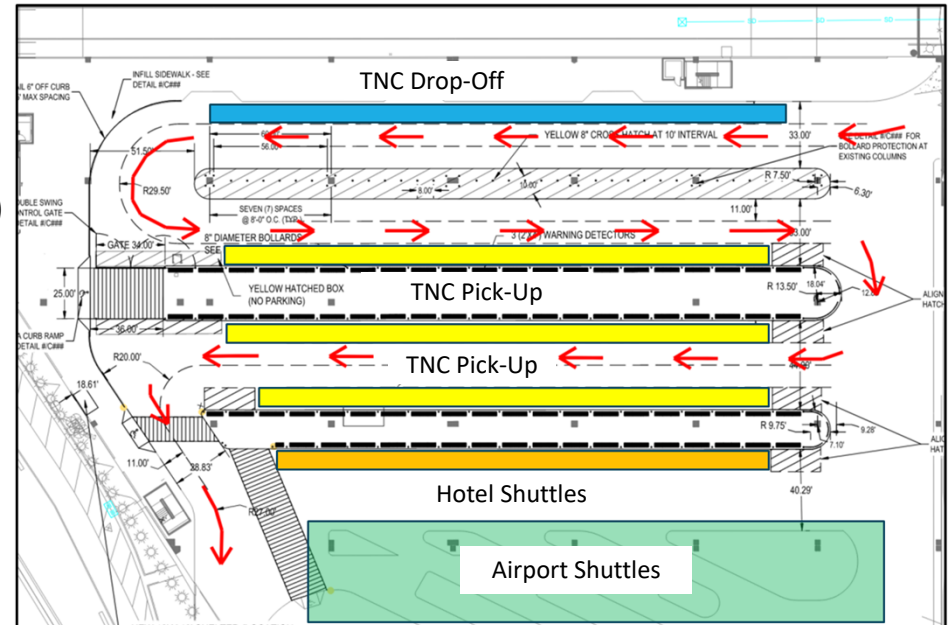 TNC Drop-Off
INFILL SIDEWALK - SEE
DETAIL #/C###
6" OFF CURB
MAX SPACING
51.50'
56.00'
YELLOW 8" CROSS HATCH AT 10' INTERVAL
33.00'
DETAIL #/C### FOR
BOLLARD PROTECTION AT
EXISTING COLUMNS
R29.50'
8.00'
10.00'
R 7.50'
6.30'
SWING
GATE
DETAIL #/C###
SEVEN (7) SPACES
@ 8'-0" O.C. (TYP.)
11.00'
GATE 34.00'
8" DIAMETER BOLLARDS
SEE
WARNING DETECTORS
25.00'
YELLOW HATCHED BOX
(NO PARKING)
TNC Pick-Up
18.04'
R 13.50'
ALIGN
HATCH
36.00'
CURB RAMP
DETAIL #/C###
R20.00'
TNC Pick-Up
18.61'
R 9.75'
9.28'
7.10'
11.00'
28.83'
40.29'
Hotel Shuttles
Airport Shuttles